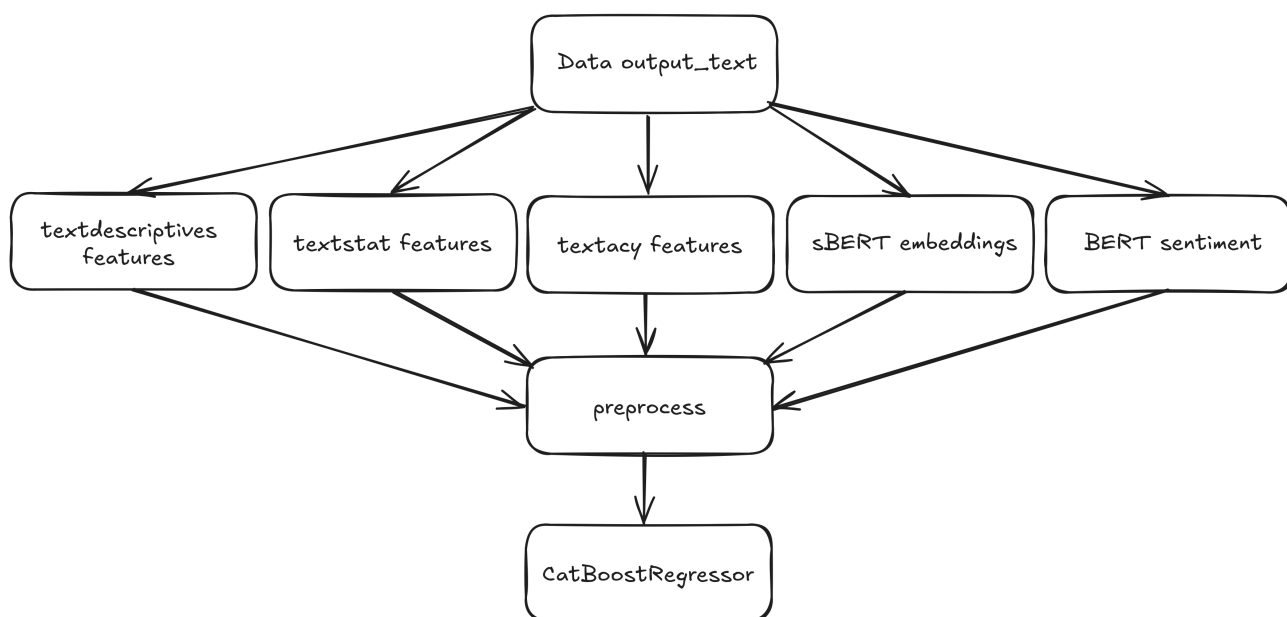 Data output_text
textdescriptives
features
textstat features
textacy features
sBERT embeddings
BERT sentiment
preprocess
CatBoostRegressor